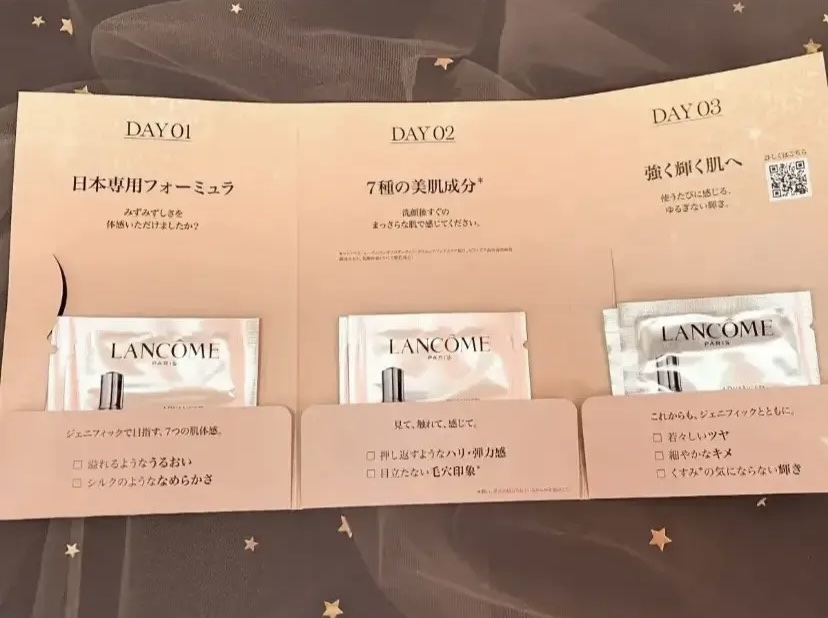 DAY 01
日本専用フォーミュラ
みずみずしさを
体感いただけましたか?
LANCÔME
PARIS
ジェニフィックで目指す、7つの肌体感。
□ 溢れるようなうるおい
□ シルクのようななめらかさ
DAY 02
7種の美肌成分*
洗顔後すぐの
まっさらな肌で感じてください。
LANCÔME
PARIS
見て、触れて、感じて。
□ 押し返すようなハリ・弾力感
□ 目立たない毛穴印象*
DAY 03
強く輝く肌へ
使うたびに感じる、
ゆるぎない輝き。
詳しくはこちら
LANCÔME
PARIS
これからも、ジェニフィックとともに。
□ 若々しいツヤ
□ 細やかなキメ
□ くすみ*の気にならない輝き